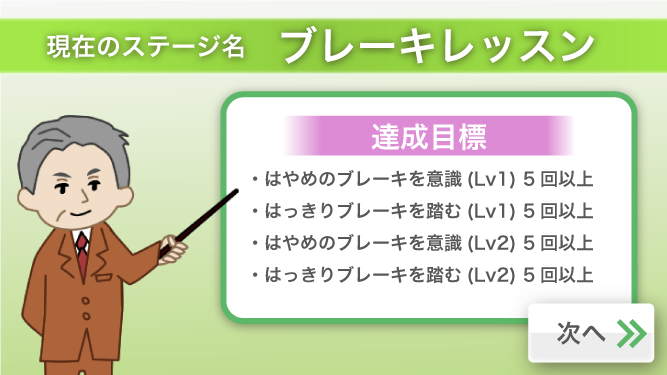 現在のステージ名 ブレーキレッスン
達成目標
・はやめのブレーキを意識 (Lv1) 5 回以上
・はっきりブレーキを踏む (Lv1) 5 回以上
・はやめのブレーキを意識 (Lv2) 5 回以上
・はっきりブレーキを踏む (Lv2) 5 回以上
次へ